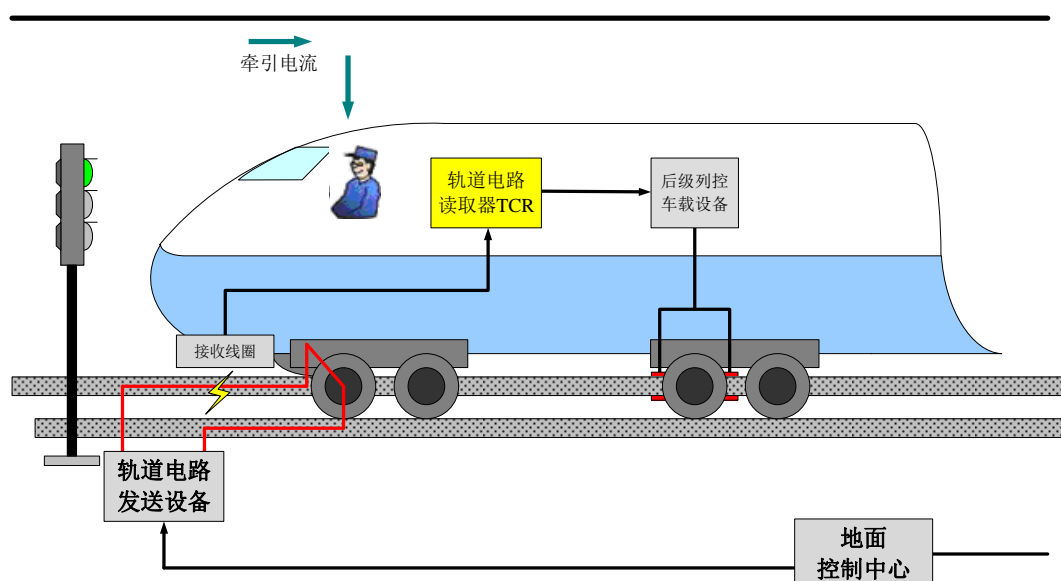 牵引电流
轨道电路
读取器TCR
后级列控
车载设备
接收线圈
轨道电路
发送设备
地面
控制中心